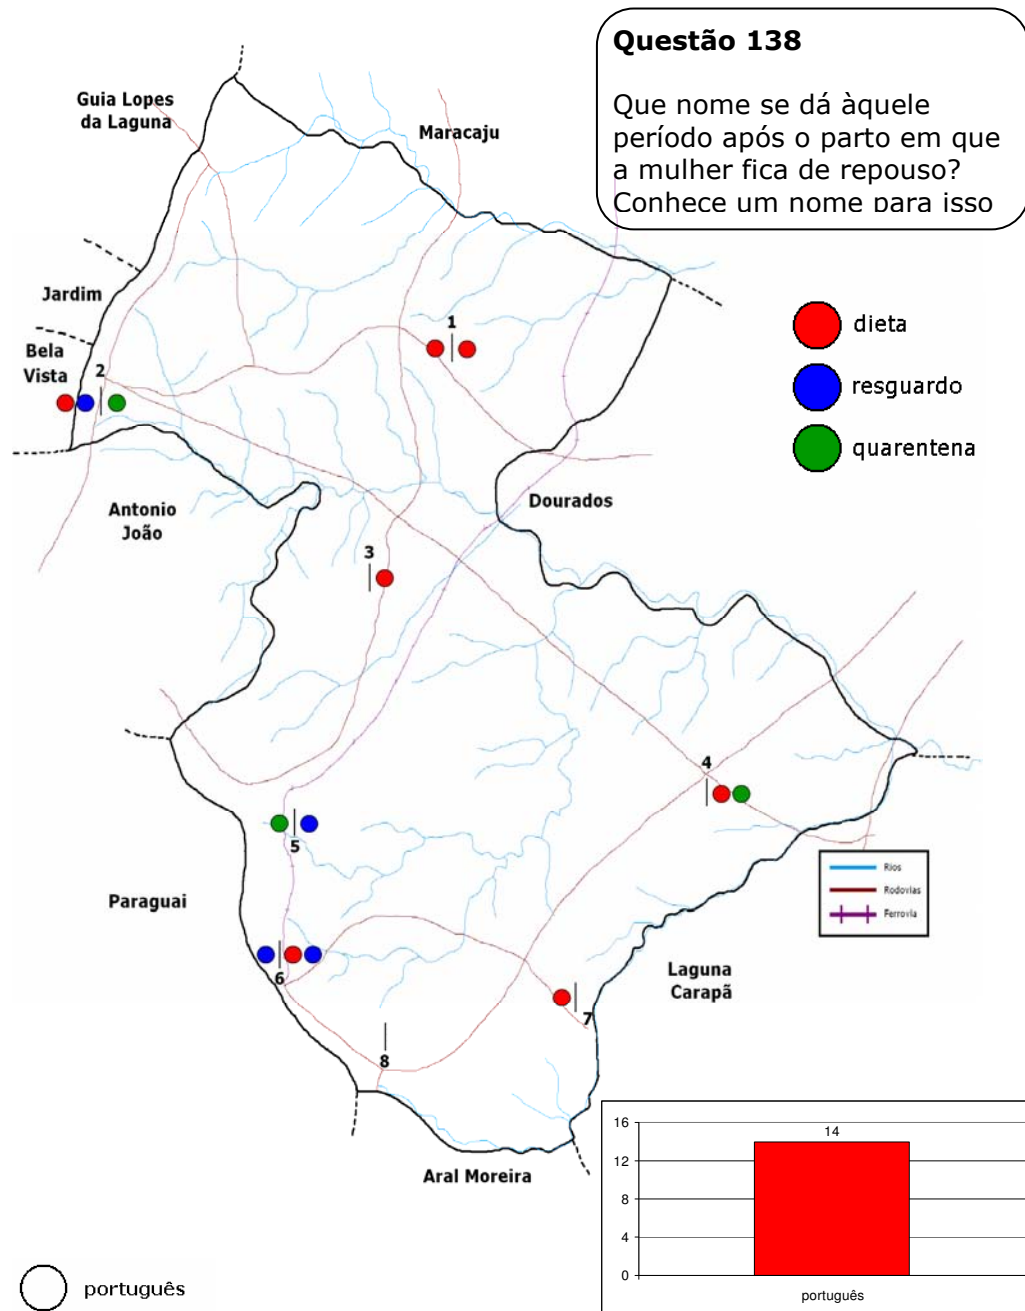 Questão 138
Que nome se dá àquele
período após o parto em que
a mulher fica de repouso?
Conhece um nome para isso
Guia Lopes
da Laguna
Maracaju
Jardim
Bela
Vista
1
2
dieta
resguardo
quarentena
Antonio
João
Dourados
3
4
5
Paraguai
Rios
Rodovias
Ferrovia
6
Laguna
Carapã
7
8
Aral Moreira
16
14
12
8
4
0
português
português